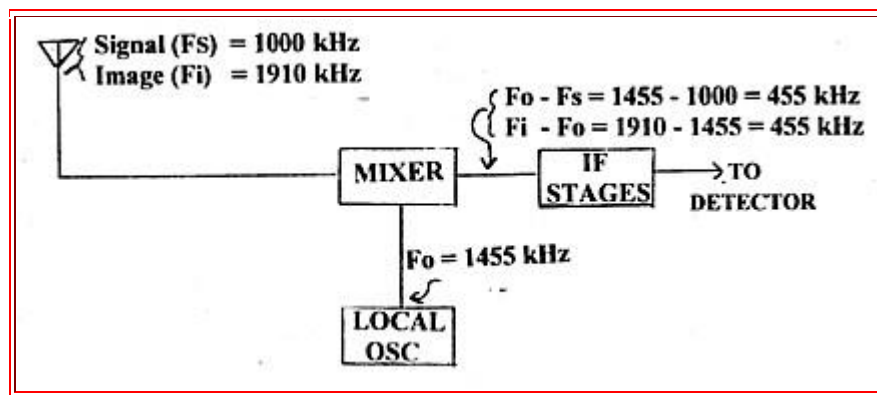 Signal (FS) = 1000 kHz
Image (Fi) = 1910 kHz
Fo - Fs = 1455 - 1000 = 455 kHz
Fi - Fo = 1910 - 1455 = 455 kHz
MIXER
IF
STAGES
TO
DETECTOR
Fo = 1455 kHz
LOCAL
OSC